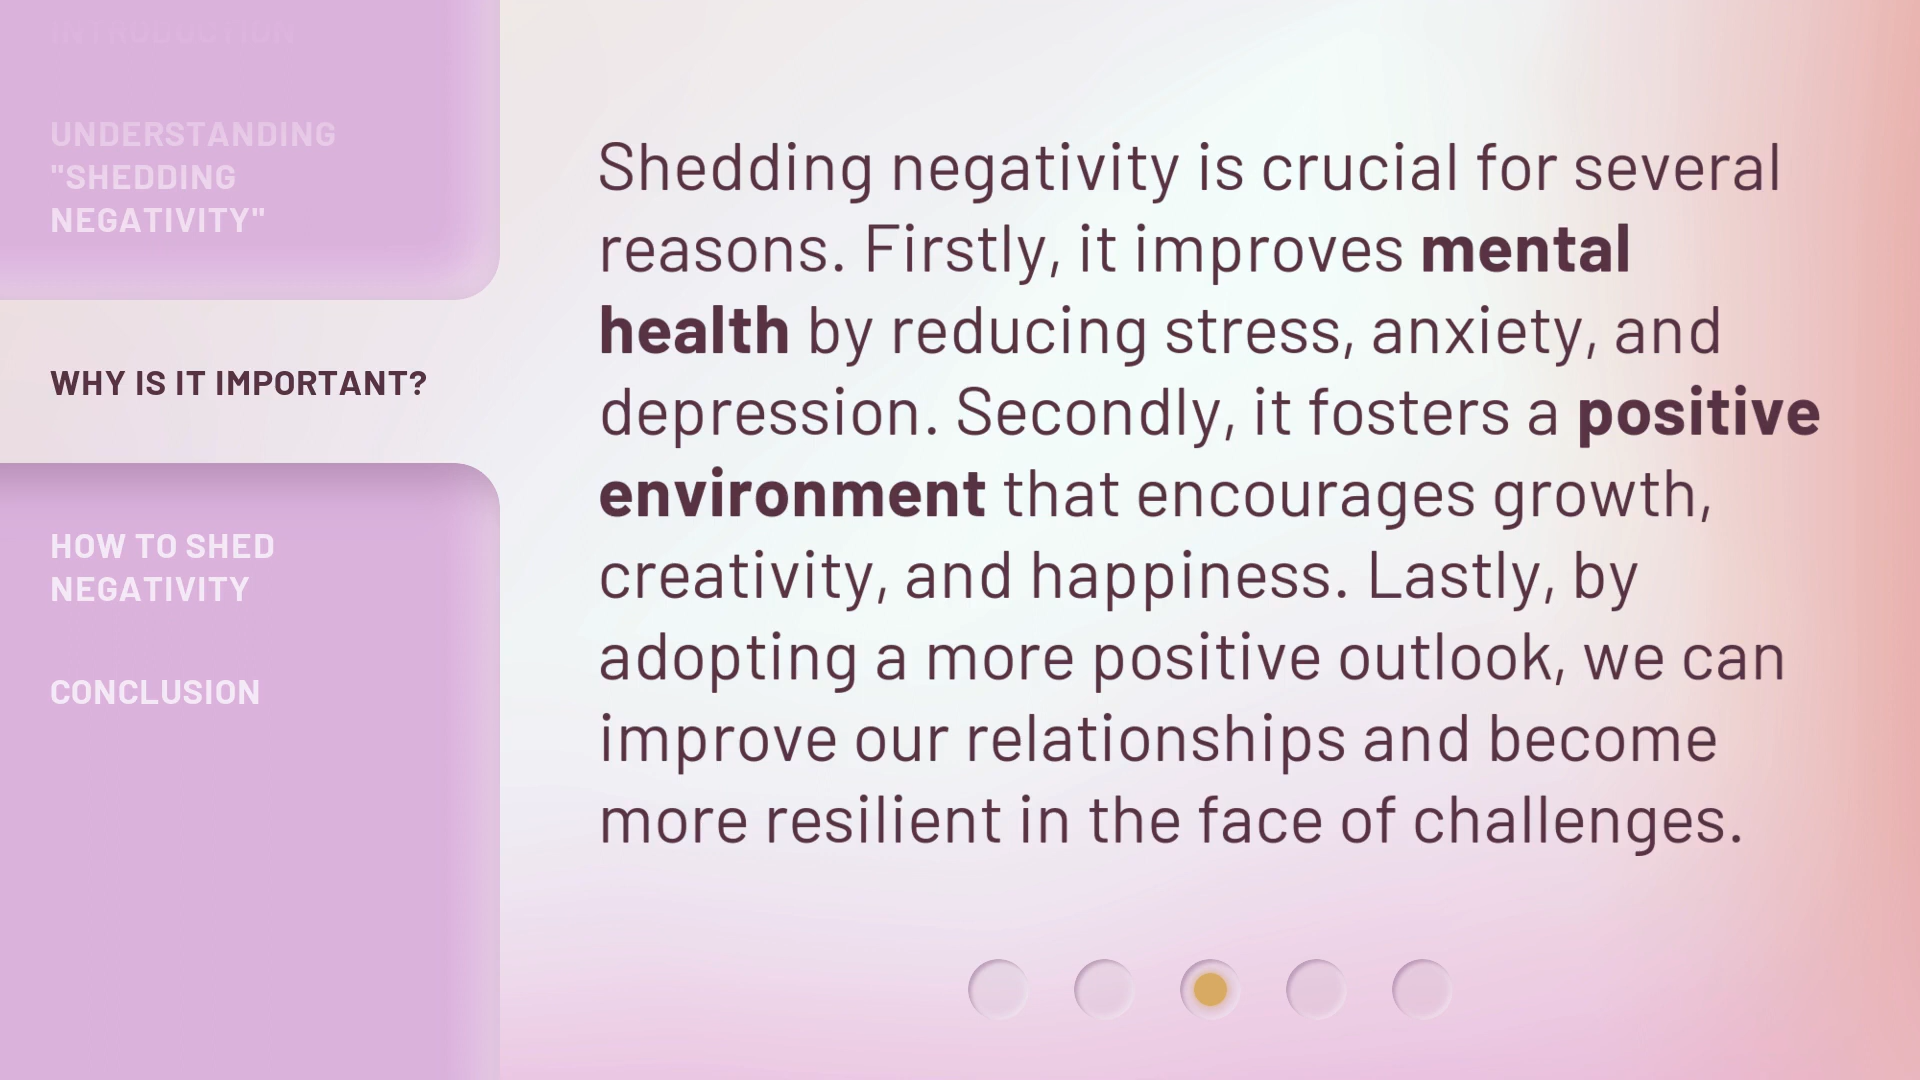 INTRODUCTION
UNDERSTANDING
"SHEDDING
NEGATIVITY"
WHY IS IT IMPORTANT?
HOW TO SHED
NEGATIVITY
CONCLUSION
Shedding negativity is crucial for several
reasons. Firstly, it improves mental
health by reducing stress, anxiety, and
depression. Secondly, it fosters a positive
environment that encourages growth,
creativity, and happiness. Lastly, by
adopting a more positive outlook, we can
improve our relationships and become
more resilient in the face of challenges.